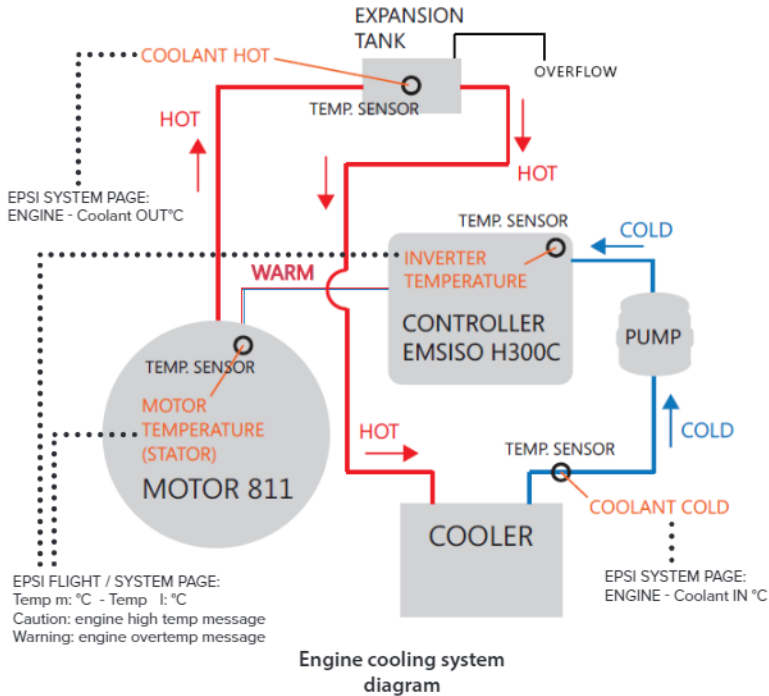 EXPANSION
TANK
COOLANT HOT
OVERFLOW
TEMP. SENSOR
HOT
HOT
EPSI SYSTEM PAGE:
ENGINE - Coolant OUT°C
TEMP. SENSOR
COLD
INVERTER
TEMPERATURE
WARM
CONTROLLER
EMSISO H300C
PUMP
TEMP. SENSOR
MOTOR
TEMPERATURE
(STATOR)
MOTOR 811
HOT
COLD
TEMP. SENSOR
COOLANT COLD
COOLER
EPSI FLIGHT / SYSTEM PAGE:
Temp m: °C - Temp I: °C
Caution: engine high temp message
Warning: engine overtemp message
EPSI SYSTEM PAGE:
ENGINE - Coolant IN °C
Engine cooling system
diagram